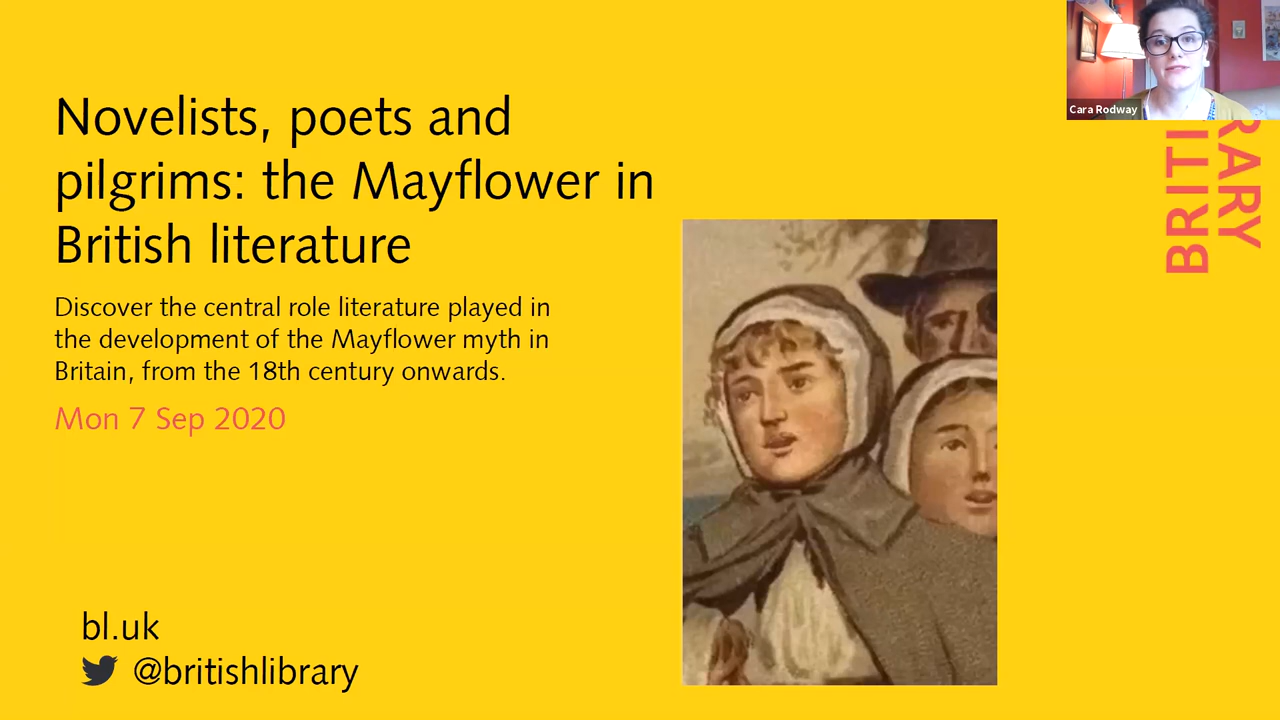 Novelists, poets and
pilgrims: the Mayflower in
British literature
Discover the central role literature played in
the development of the Mayflower myth in
Britain, from the 18th century onwards.
Mon 7 Sep 2020
bl.uk
@britishlibrary
Cara Rodway
BRITI
RARY